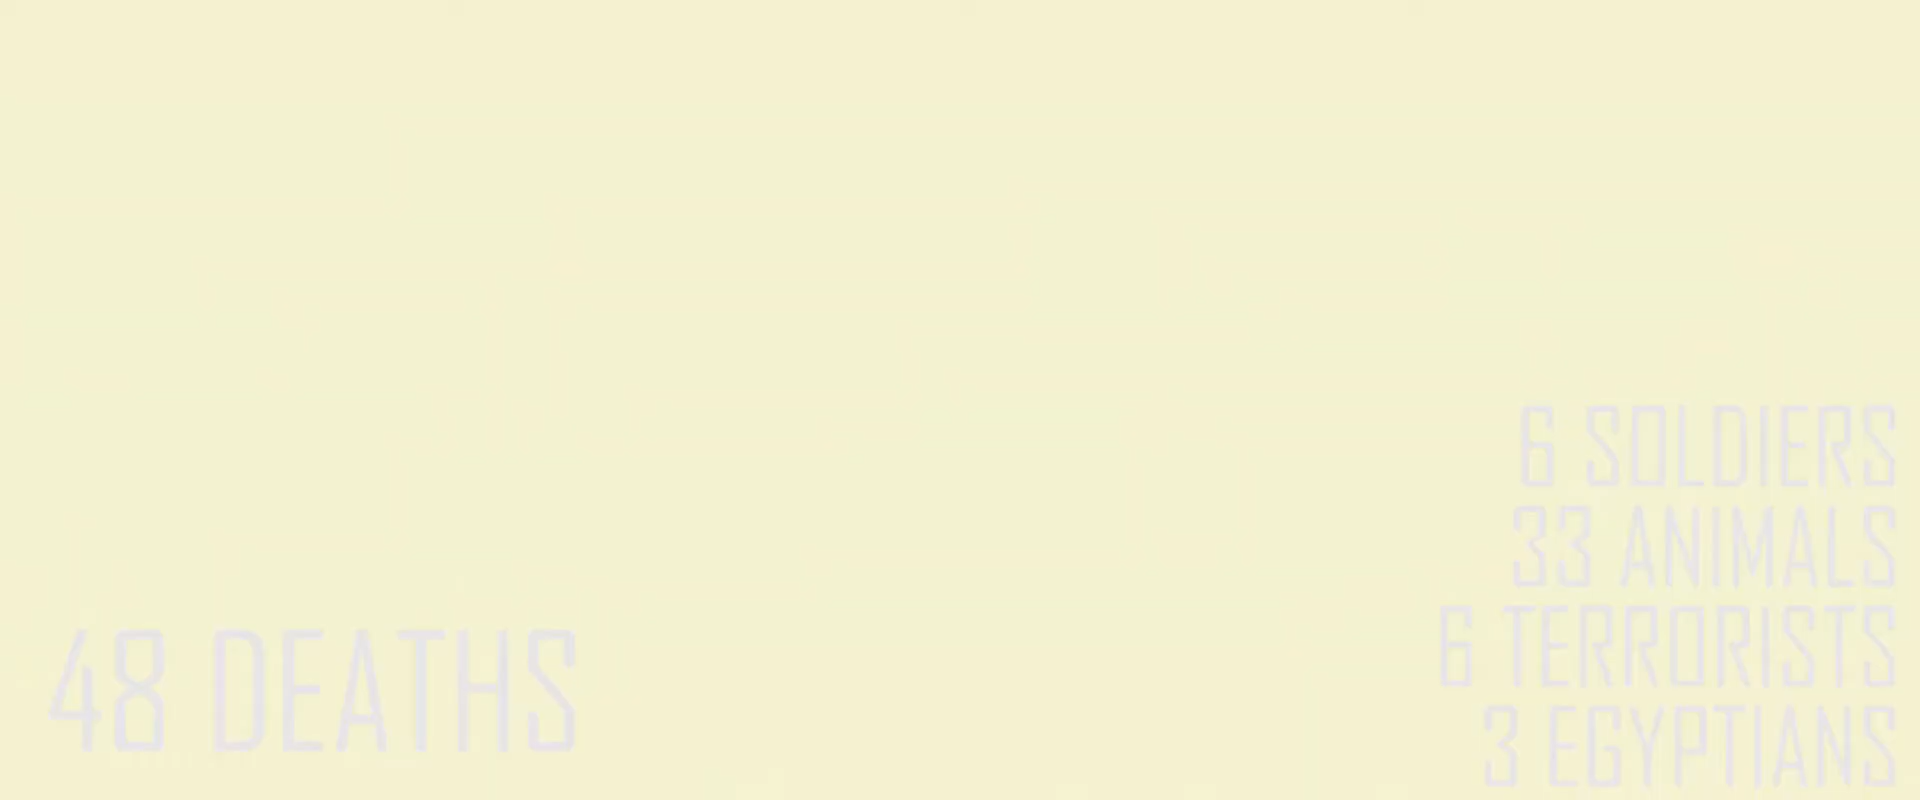 48 DEATHS
6 SOLDIERS
33 ANIMALS
6 TERRORISTS
3 EGYPTIANS